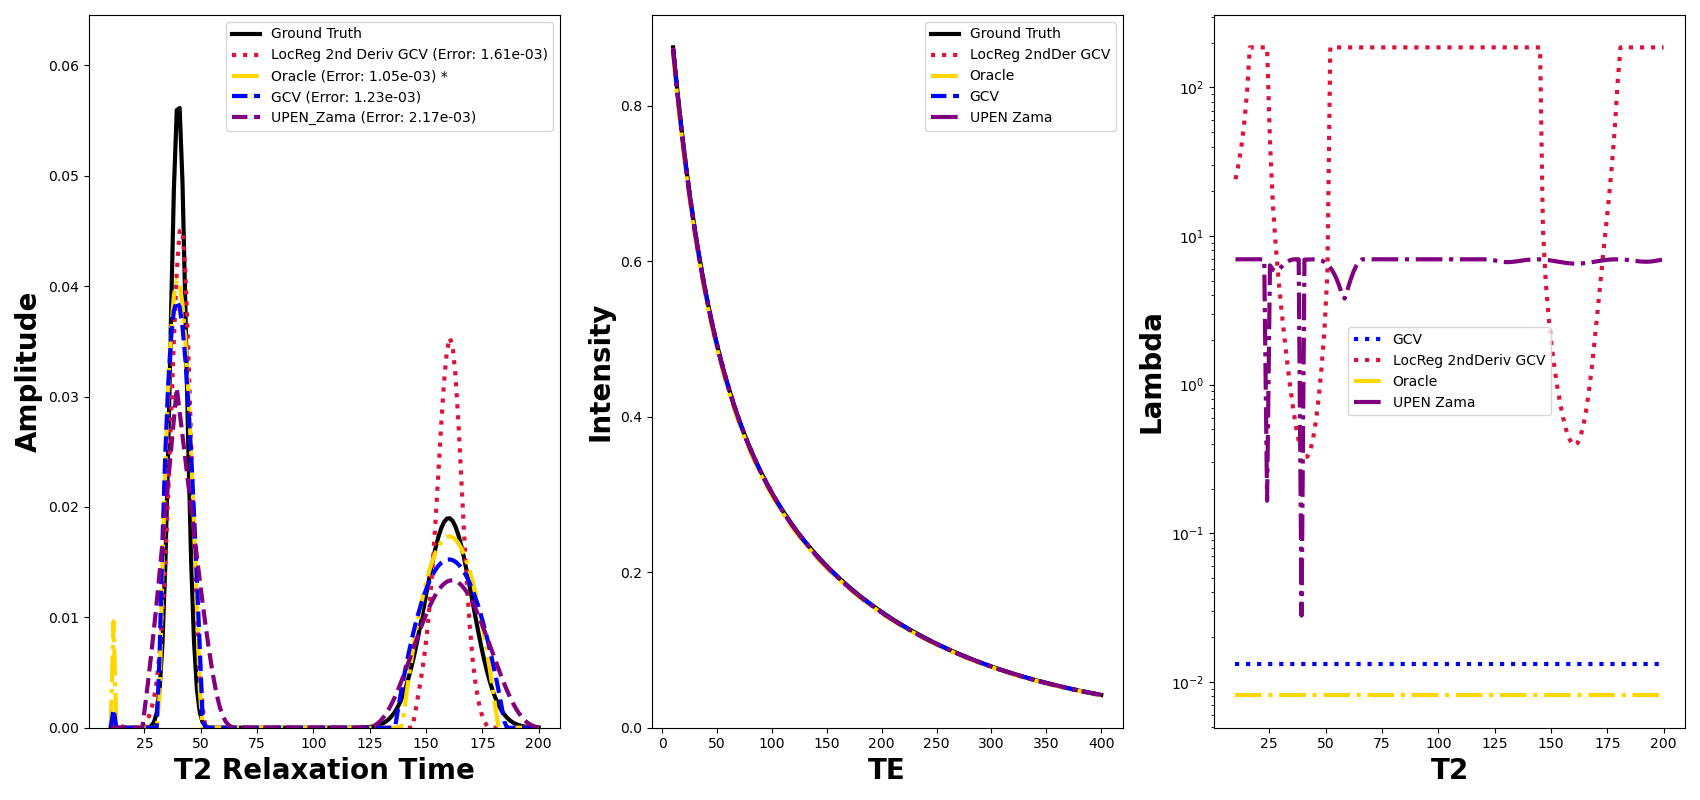 Ground Truth
LocReg 2nd Deriv GCV (Error: 1.61e-03)
Oracle (Error: 1.05e-03) *
GCV (Error: 1.23e-03)
UPEN_Zama (Error: 2.17e-03)
0.06
0.05
0.04
0.03
0.02
0.01
0.00
Amplitude
25 50 75 100 125 150 175 200
T2 Relaxation Time
Ground Truth
LocReg 2ndDer GCV
Oracle
GCV
UPEN Zama
0.8
0.6
0.4
0.2
0.0
Intensity
0 50 100 150 200 250 300 350 400
TE
10²
10¹
10⁰
10⁻¹
10⁻²
Lambda
GCV
LocReg 2ndDeriv GCV
Oracle
UPEN Zama
25 50 75 100 125 150 175 200
T2